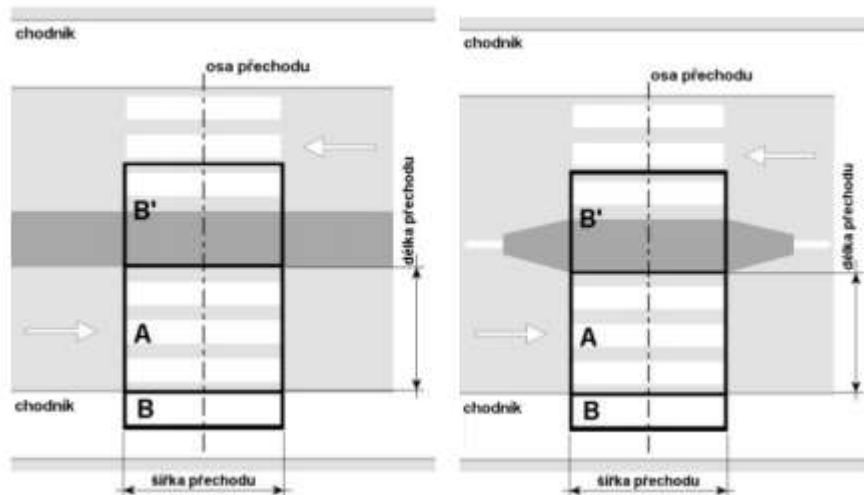 chodník
osa přechodu
B'
délka přechodu
A
chodník
B
šířka přechodu
chodník
osa přechodu
B'
délka přechodu
A
chodník
B
šířka přechodu